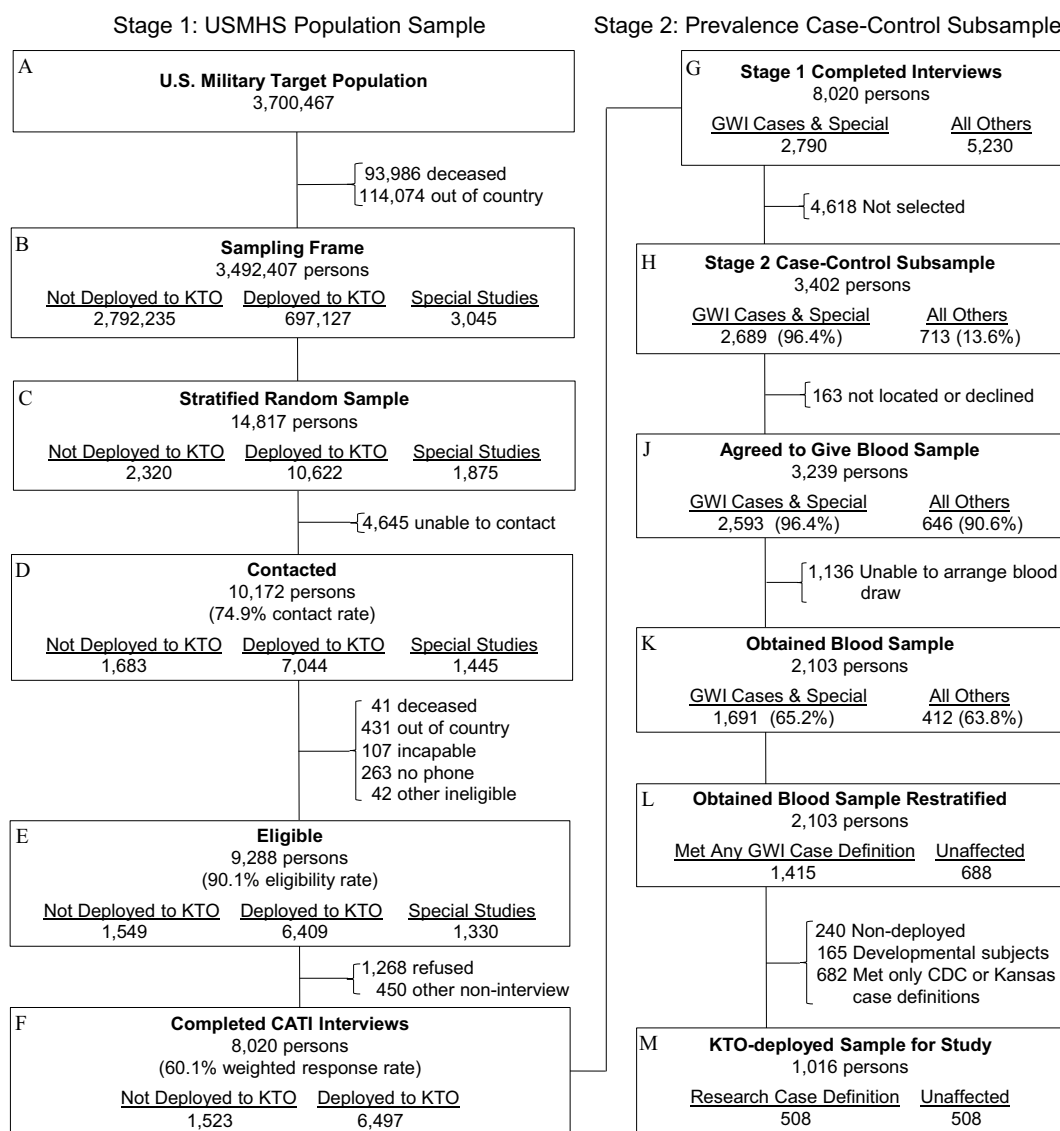 Stage 1: USMHS Population Sample
A
U.S. Military Target Population
3,700,467
93,986 deceased
114,074 out of country
B
Sampling Frame
3,492,407 persons
Not Deployed to KTO Deployed to KTO Special Studies
2,792,235 697,127 3,045
C
Stratified Random Sample
14,817 persons
Not Deployed to KTO Deployed to KTO Special Studies
2,320 10,622 1,875
4,645 unable to contact
D
Contacted
10,172 persons
(74.9% contact rate)
Not Deployed to KTO Deployed to KTO Special Studies
1,683 7,044 1,445
41 deceased
431 out of country
107 incapable
263 no phone
42 other ineligible
E
Eligible
9,288 persons
(90.1% eligibility rate)
Not Deployed to KTO Deployed to KTO Special Studies
1,549 6,409 1,330
1,268 refused
450 other non-interview
F
Completed CATI Interviews
8,020 persons
(60.1% weighted response rate)
Not Deployed to KTO Deployed to KTO
1,523 6,497
Stage 2: Prevalence Case-Control Subsample
G
Stage 1 Completed Interviews
8,020 persons
GWI Cases & Special All Others
2,790 5,230
4,618 Not selected
H
Stage 2 Case-Control Subsample
3,402 persons
GWI Cases & Special All Others
2,689 (96.4%) 713 (13.6%)
163 not located or declined
J
Agreed to Give Blood Sample
3,239 persons
GWI Cases & Special All Others
2,593 (96.4%) 646 (90.6%)
1,136 Unable to arrange blood
draw
K
Obtained Blood Sample
2,103 persons
GWI Cases & Special All Others
1,691 (65.2%) 412 (63.8%)
L
Obtained Blood Sample Restratified
2,103 persons
Met Any GWI Case Definition Unaffected
1,415 688
240 Non-deployed
165 Developmental subjects
682 Met only CDC or Kansas
case definitions
M
KTO-deployed Sample for Study
1,016 persons
Research Case Definition Unaffected
508 508